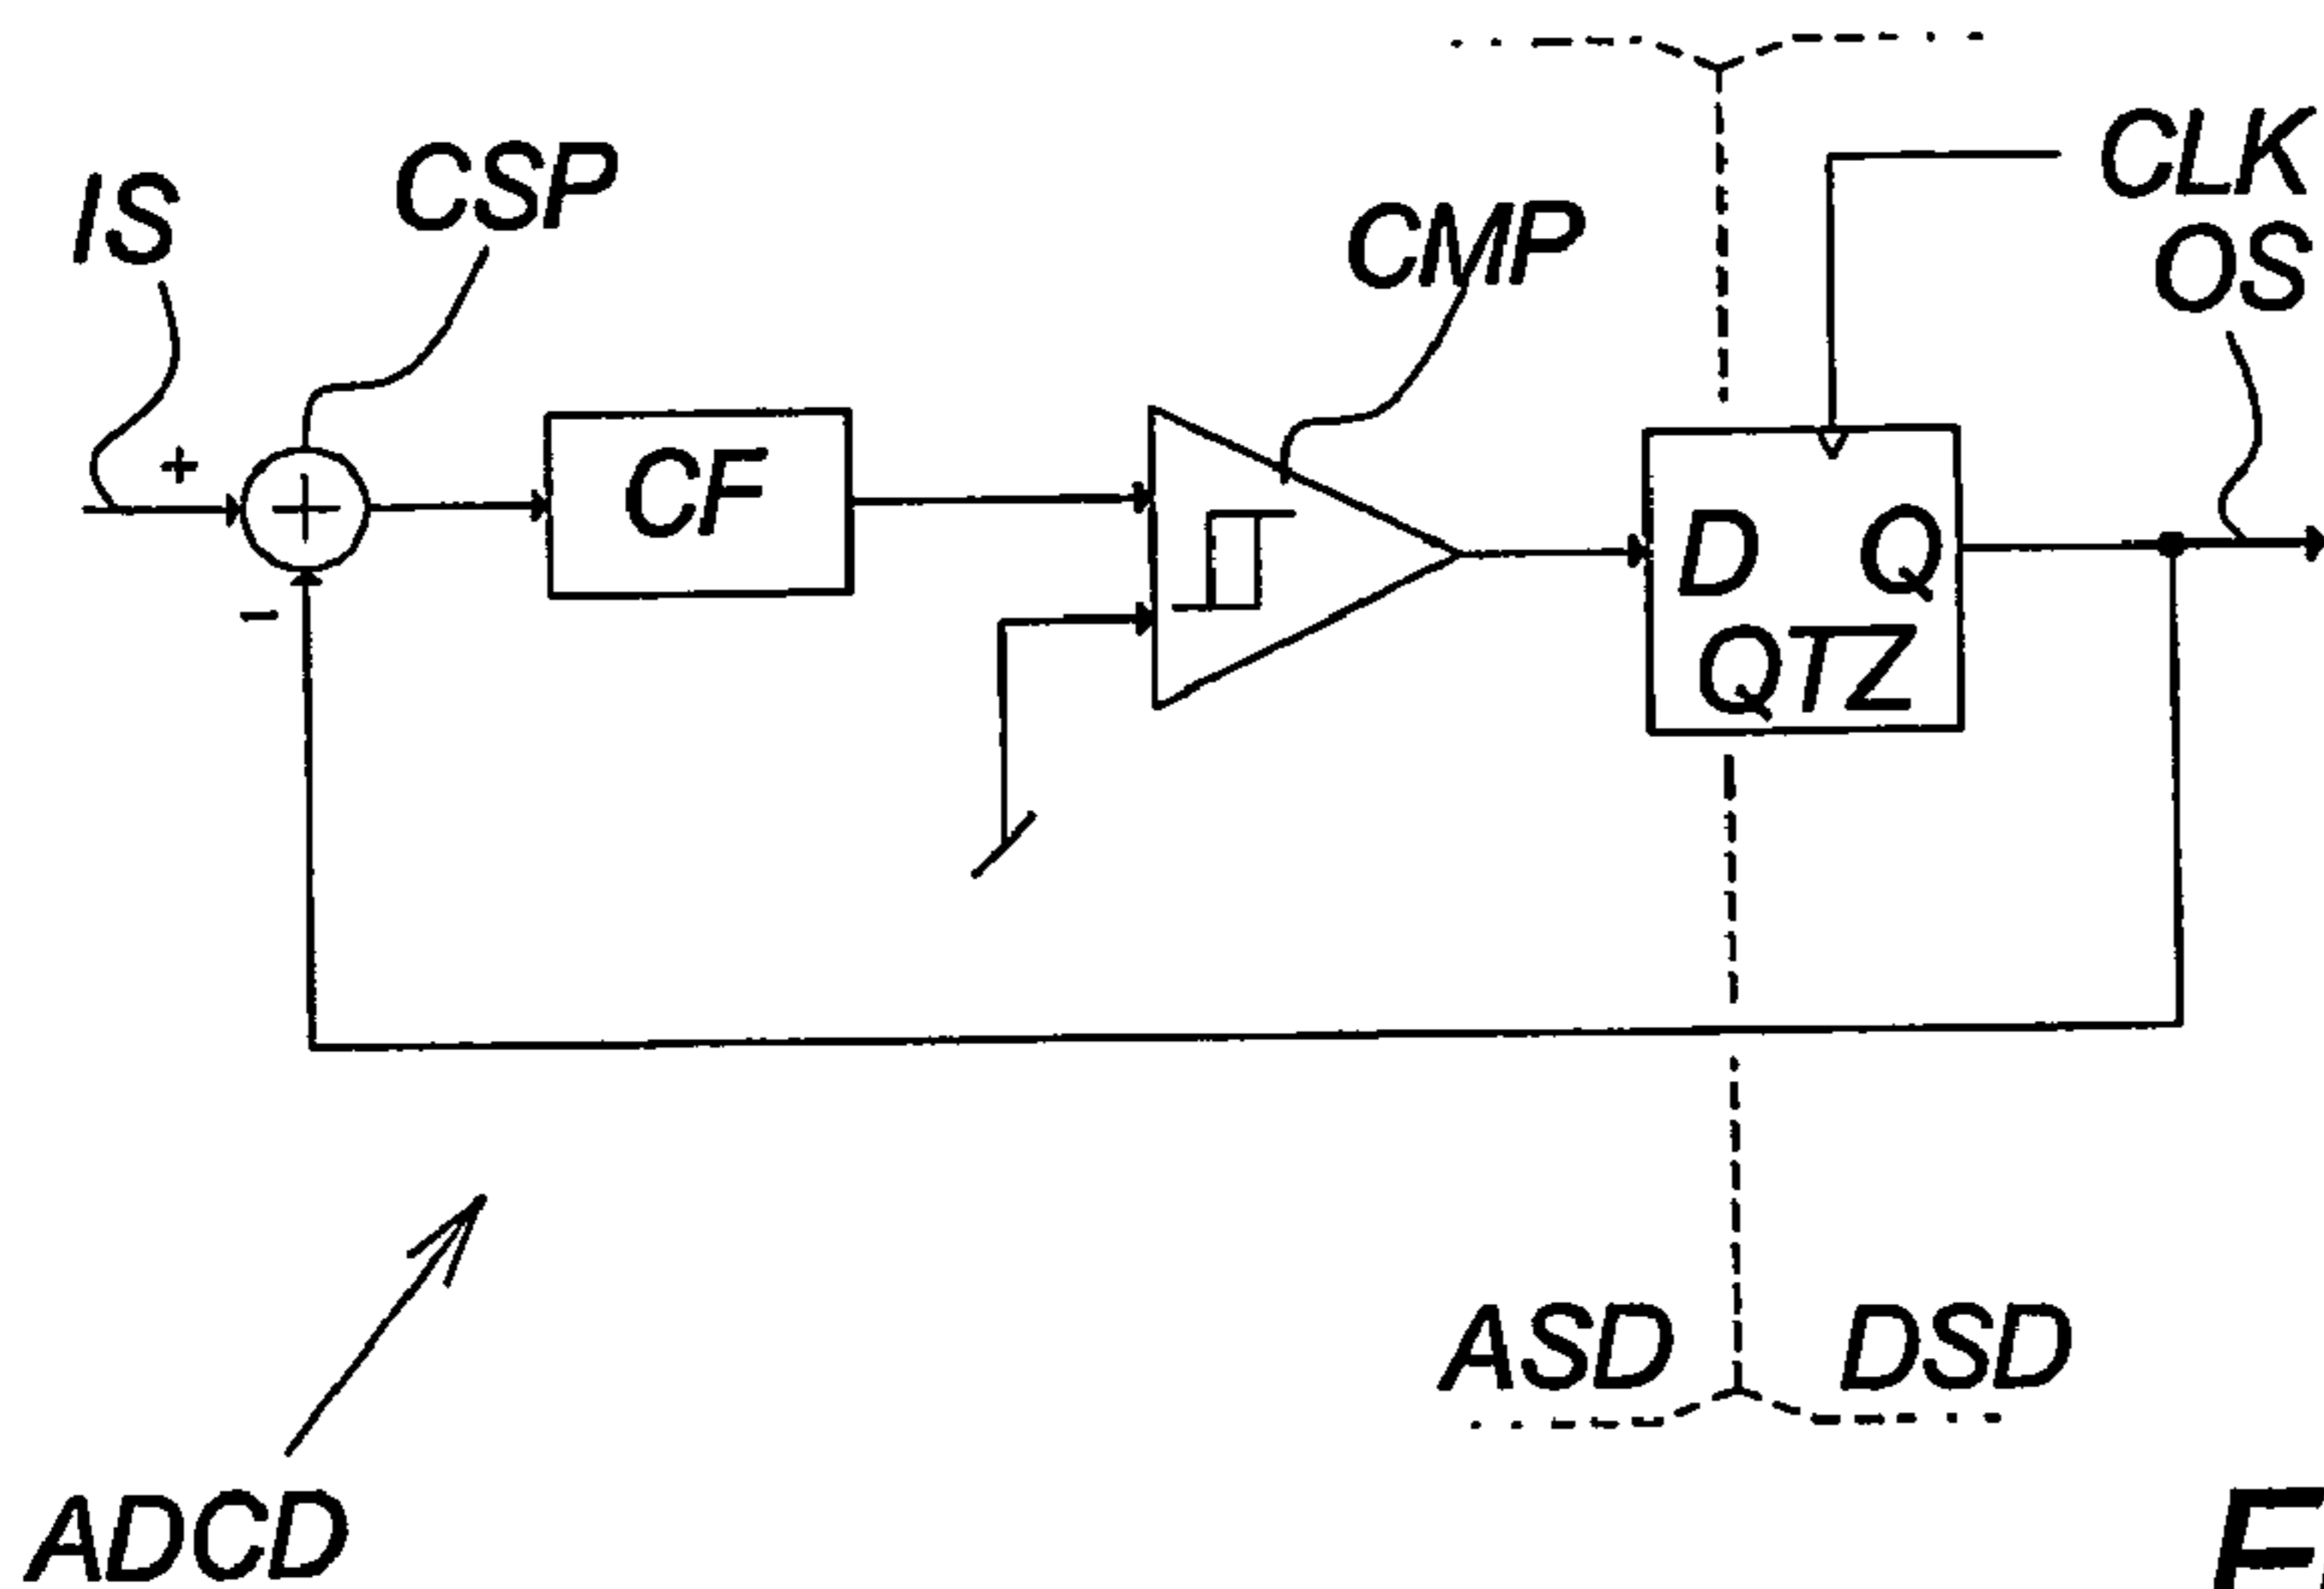 IS
CSP
CMP
CLK
OS
+
CF
D Q
QTZ
-
ASD DSD
ADCD